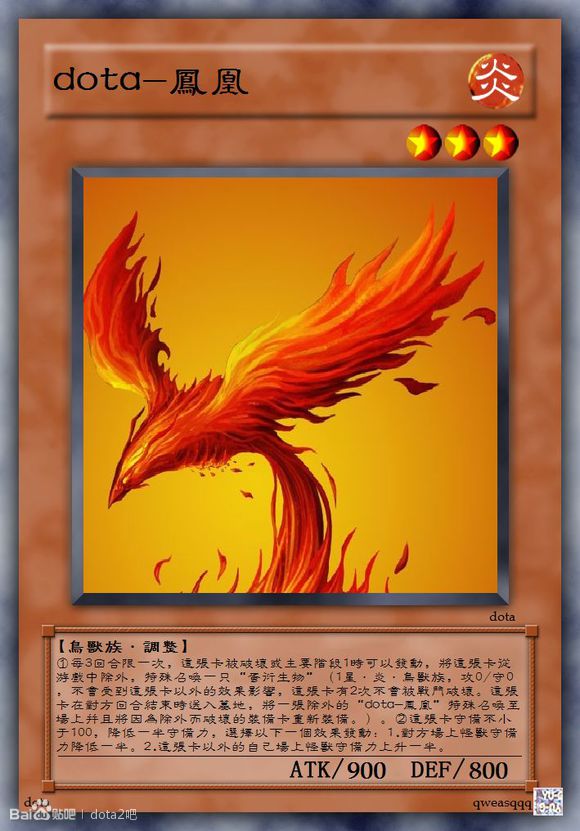 dota-鳳凰
炎
dota
【鳥獸族·調整】
①每3回合限一次，這張卡被破壞或主要階段1時可以發動，將這張卡從
游戲中除外，特殊召喚一只“蛋衍生物”（1星·炎·鳥獸族，攻0/守0
，不會受到這張卡以外的效果影響，這張卡有2次不會被戰鬥破壞。這張
卡在對方回合結束時送入墓地，將一張除外的“dota-鳳凰”特殊召喚至
場上并且將因為除外而破壞的裝備卡重新裝備。）。②這張卡守備不小
于100，降低一半守備力，選擇以下一個效果發動：1.對方場上怪獸守備
力降低一半。2.這張卡以外的自己場上怪獸守備力上升一半。
ATK/900 DEF/800
Bai 贴吧 | dota2吧
qweasqqq